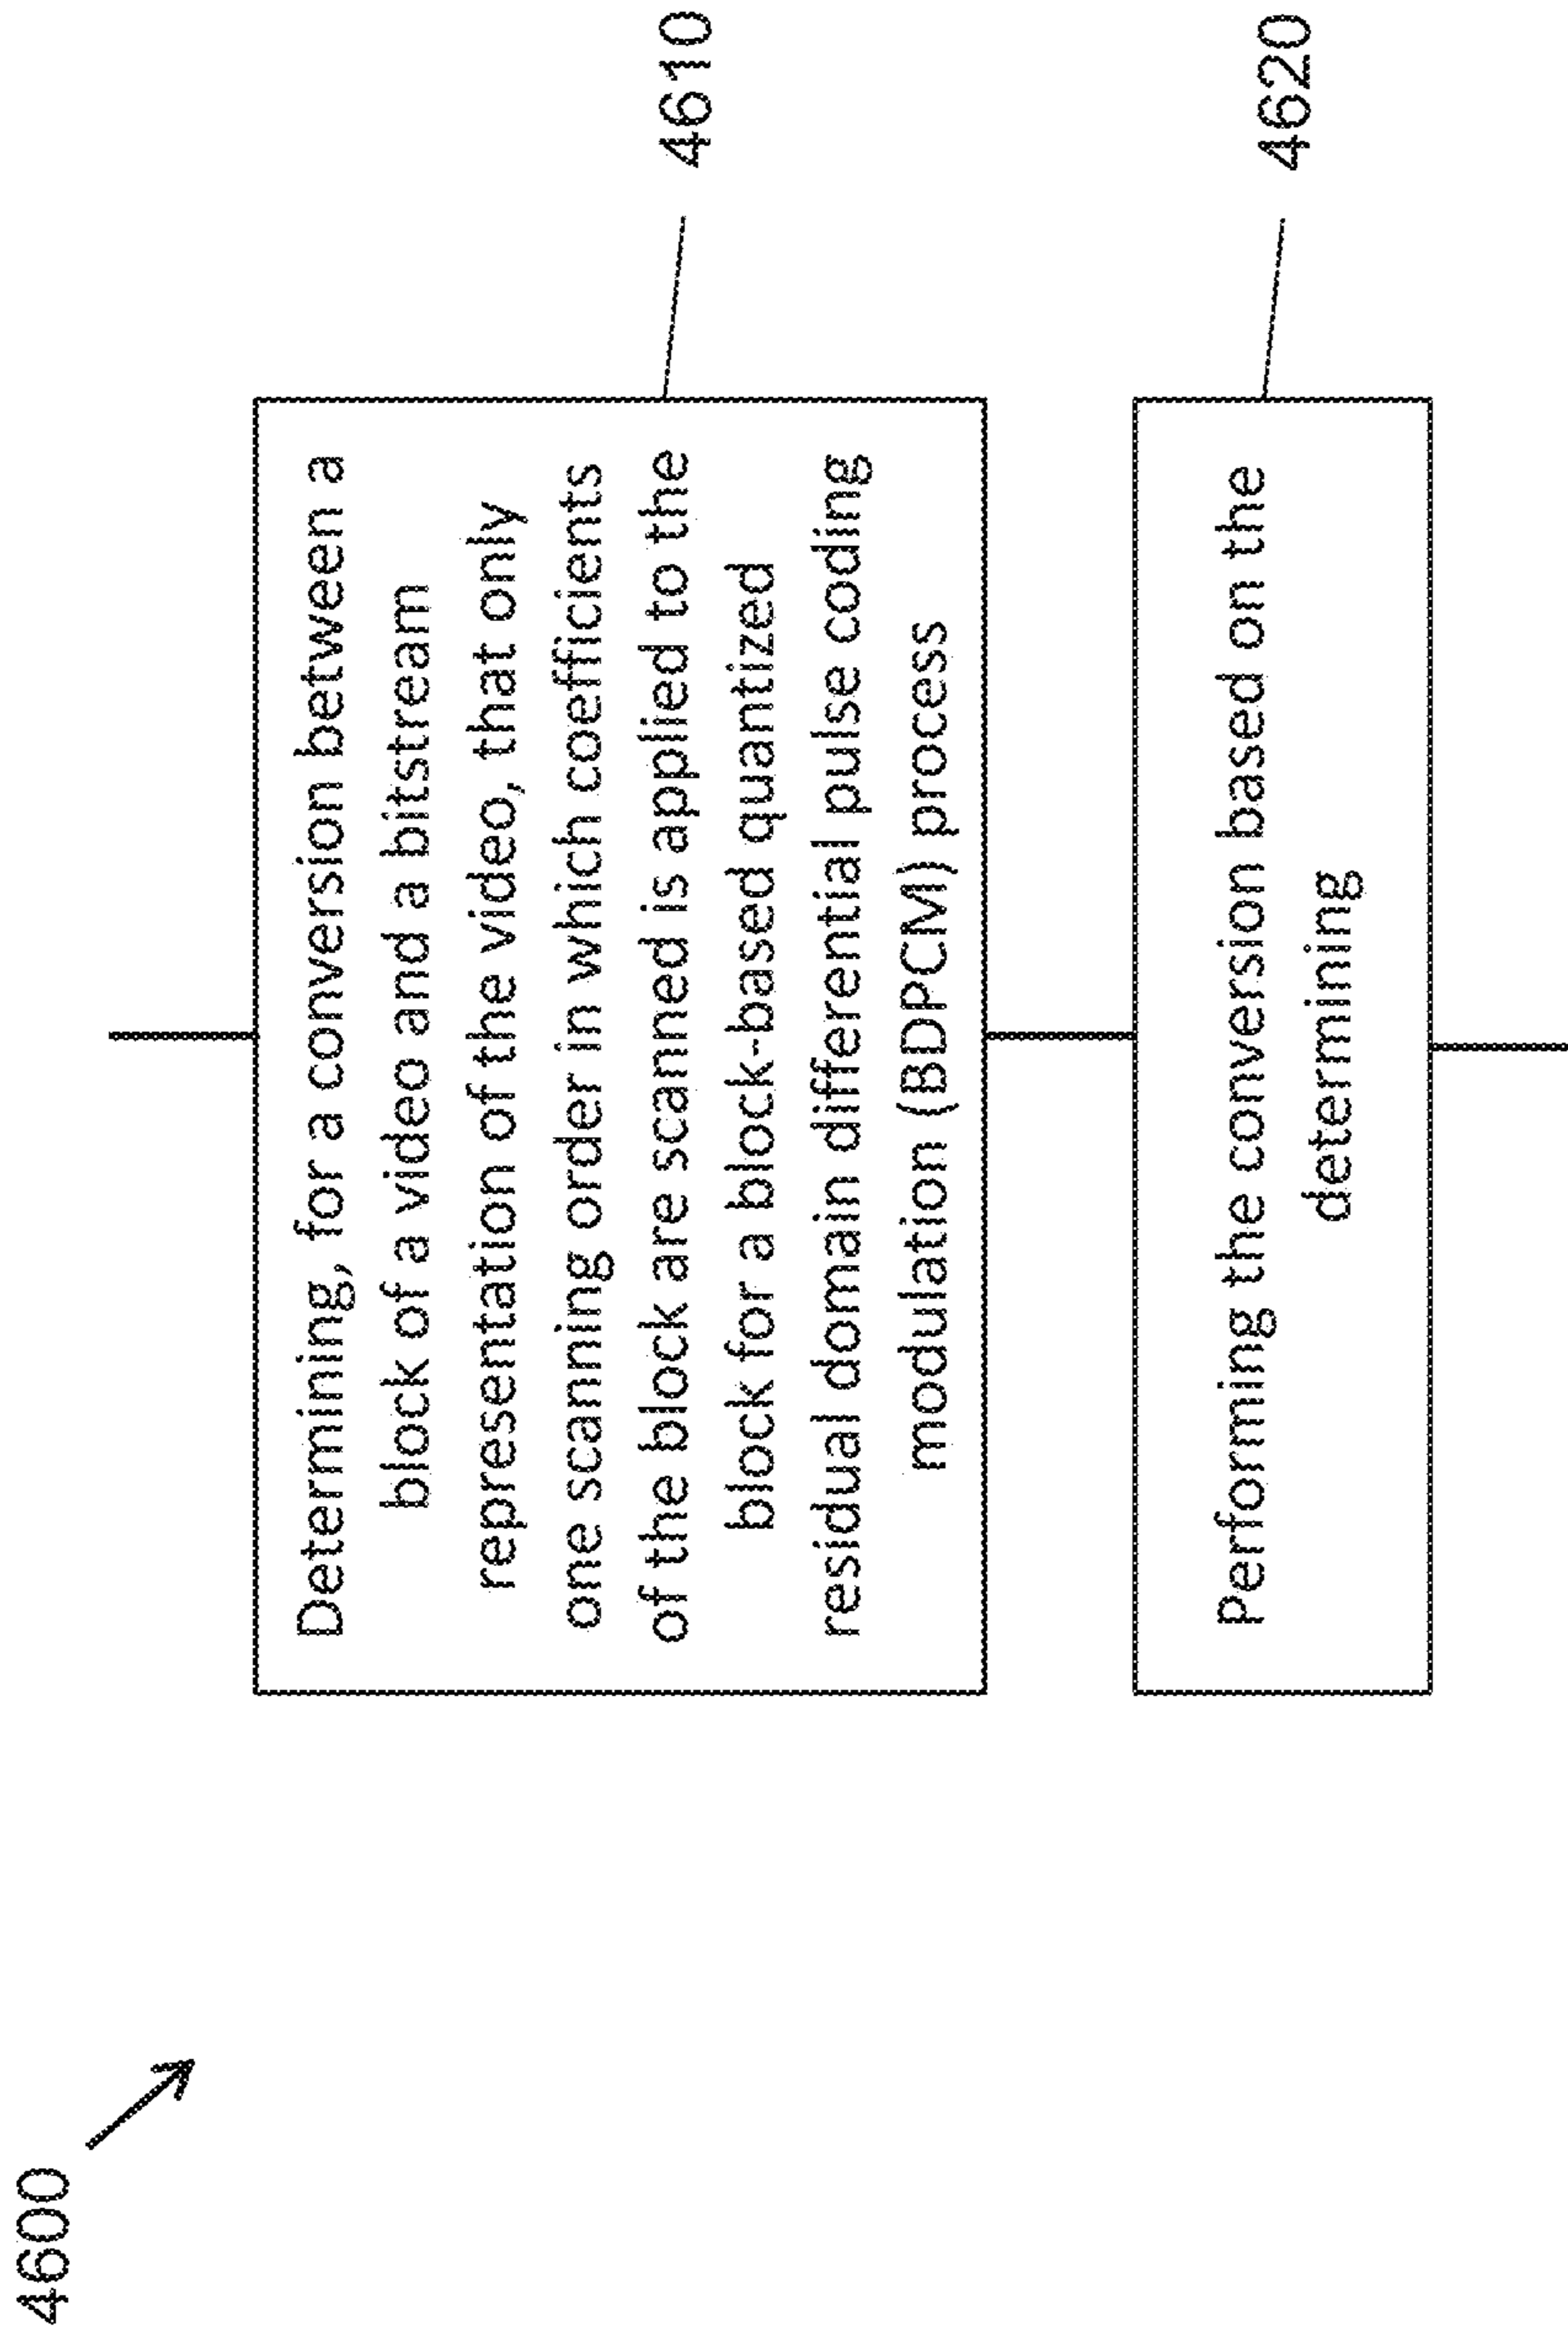 4600
Determining, for a conversion between a
block of a video and a bitstream
representation of the video, that only
one scanning order in which coefficients
of the block are scanned is applied to the
block for a block-based quantized
residual domain differential pulse coding
modulation (BDPCM) process
4610
Performing the conversion based on the
determining
4620